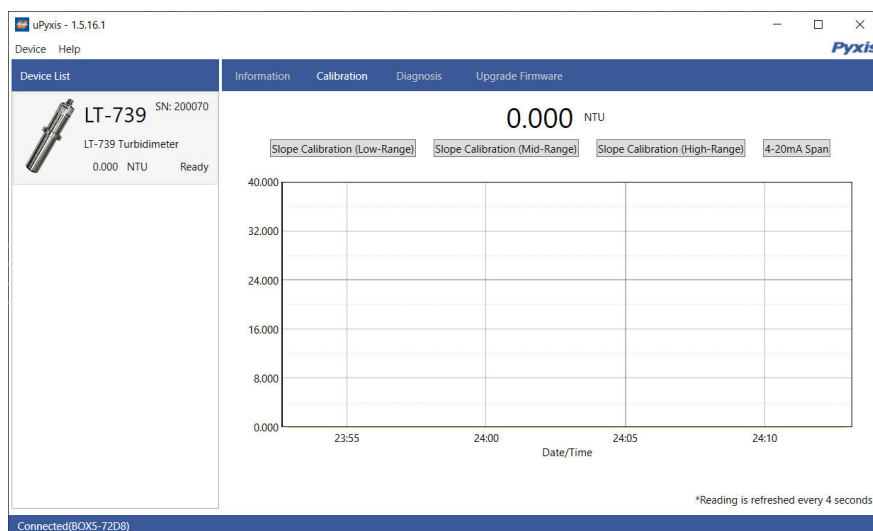 uPyxis - 1.5.16.1
Device Help
Pyxis
Device List
Information Calibration Diagnosis Upgrade Firmware
LT-739 SN: 200070
LT-739 Turbidimeter
0.000 NTU Ready
0.000 NTU
Slope Calibration (Low-Range) Slope Calibration (Mid-Range) Slope Calibration (High-Range) 4-20mA Span
40.000
32.000
24.000
16.000
8.000
0.000
23:55 24:00 24:05 24:10
Date/Time
*Reading is refreshed every 4 seconds
Connected(BOX5-72D8)